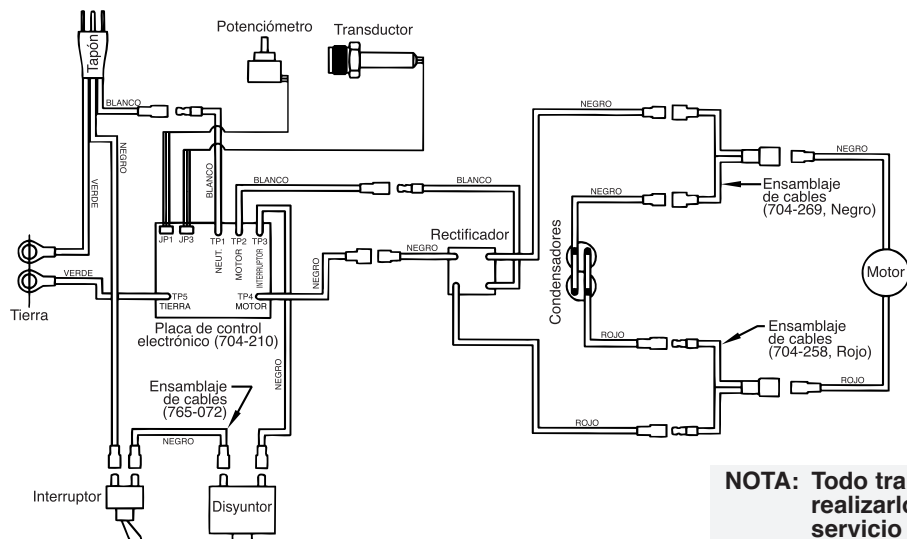 Tapón
Potenciómetro
Transductor
BLANCO
NEGRO
VERDE
BLANCO
BLANCO
BLANCO
NEGRO
NEGRO
NEGRO
Ensamblaje
de cables
(704-269, Negro)
JP1
JP3
TP1
TP2
TP3
NEUT.
MOTOR
INTERRUPTOR
VERDE
TP5
TIERRA
TP4
MOTOR
Tierra
NEGRO
NEGRO
Rectificador
Condensadores
Motor
Placa de control
electrónico (704-210)
NEGRO
ROJO
Ensamblaje
de cables
(704-258, Rojo)
ROJO
ROJO
Ensamblaje
de cables
(765-072)
NEGRO
Interruptor
Disyuntor
NOTA: Todo tra
realizarlo
servicio